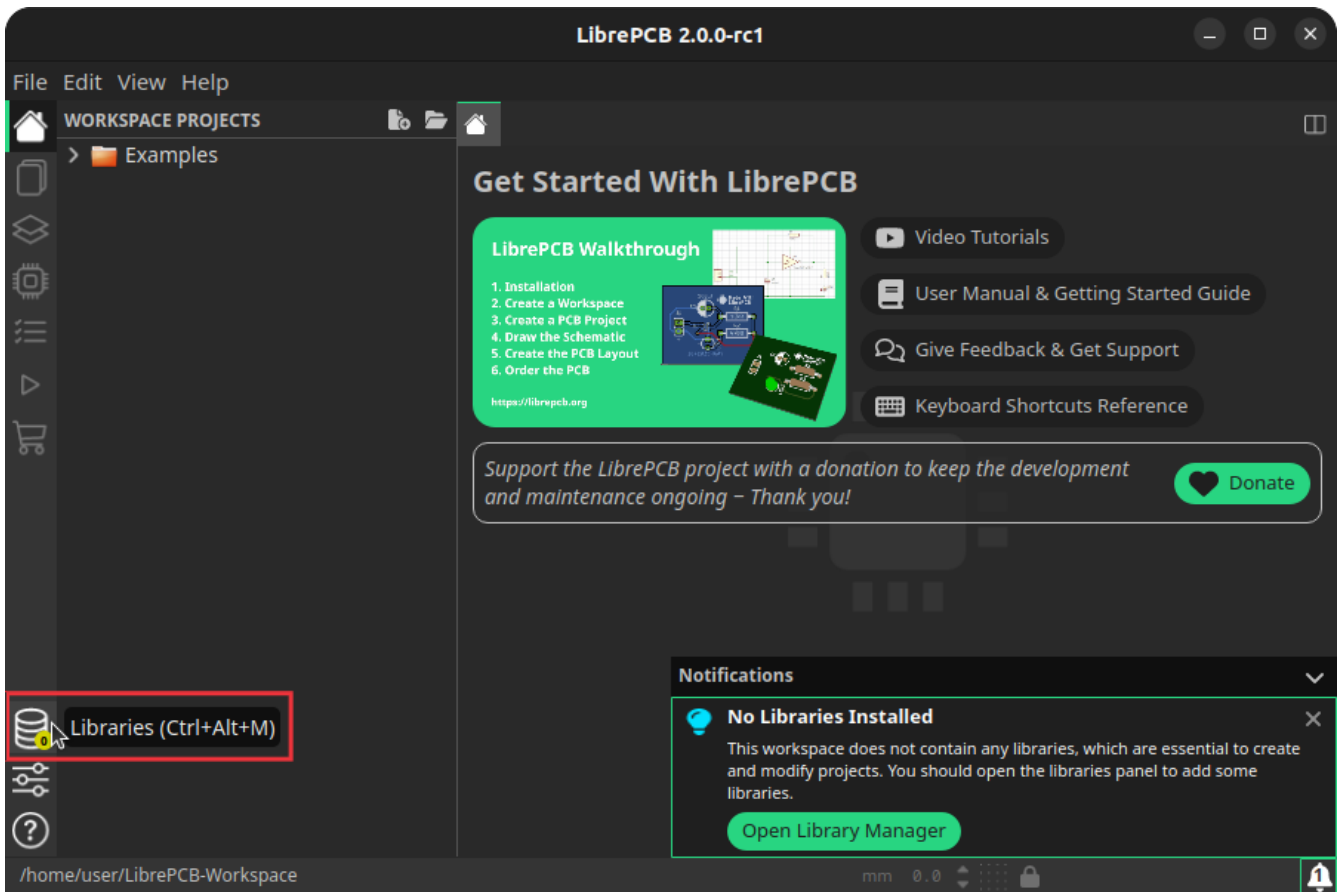 LibrePCB 2.0.0-rc1
File Edit View Help
WORKSPACE PROJECTS
Examples
Get Started With LibrePCB
LibrePCB Walkthrough
1. Installation
2. Create a Workspace
3. Create a PCB Project
4. Draw the Schematic
5. Create the PCB Layout
6. Order the PCB
https://librepcb.org
Video Tutorials
User Manual & Getting Started Guide
Give Feedback & Get Support
Keyboard Shortcuts Reference
Support the LibrePCB project with a donation to keep the development
and maintenance ongoing – Thank you!
Donate
Notifications
No Libraries Installed
This workspace does not contain any libraries, which are essential to create
and modify projects. You should open the libraries panel to add some
libraries.
Open Library Manager
0
Libraries (Ctrl+Alt+M)
/home/user/LibrePCB-Workspace
mm 0.0
1